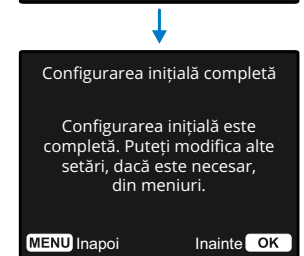 Configurarea inițială completă
Configurarea inițială este
completă. Puteți modifica alte
setări, dacă este necesar,
din meniuri.
MENU Inapoi Inainte OK